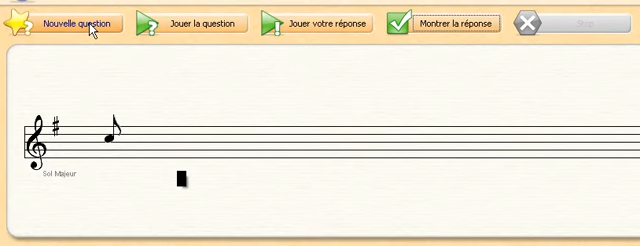 Nouvelle question
Jouer la question
Jouer votre réponse
Montrer la réponse
Stop
Sol Majeur